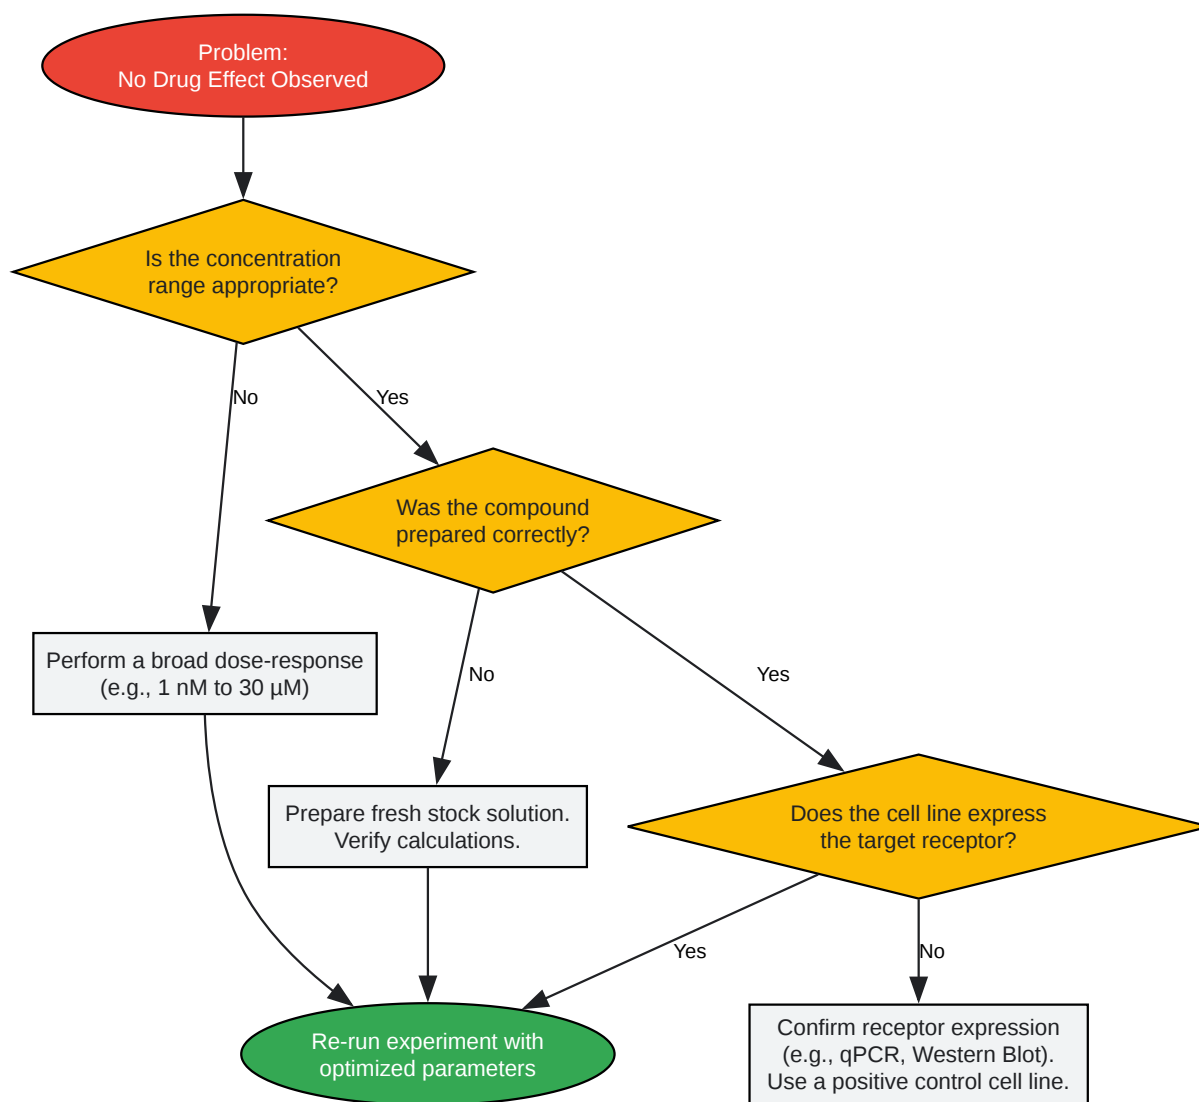 Problem:
No Drug Effect Observed
Is the concentration
range appropriate?
No
Yes
Was the compound
prepared correctly?
Perform a broad dose-response
(e.g., 1 nM to 30 µM)
No
Yes
Prepare fresh stock solution.
Verify calculations.
Does the cell line express
the target receptor?
Yes
No
Re-run experiment with
optimized parameters
Confirm receptor expression
(e.g., qPCR, Western Blot).
Use a positive control cell line.